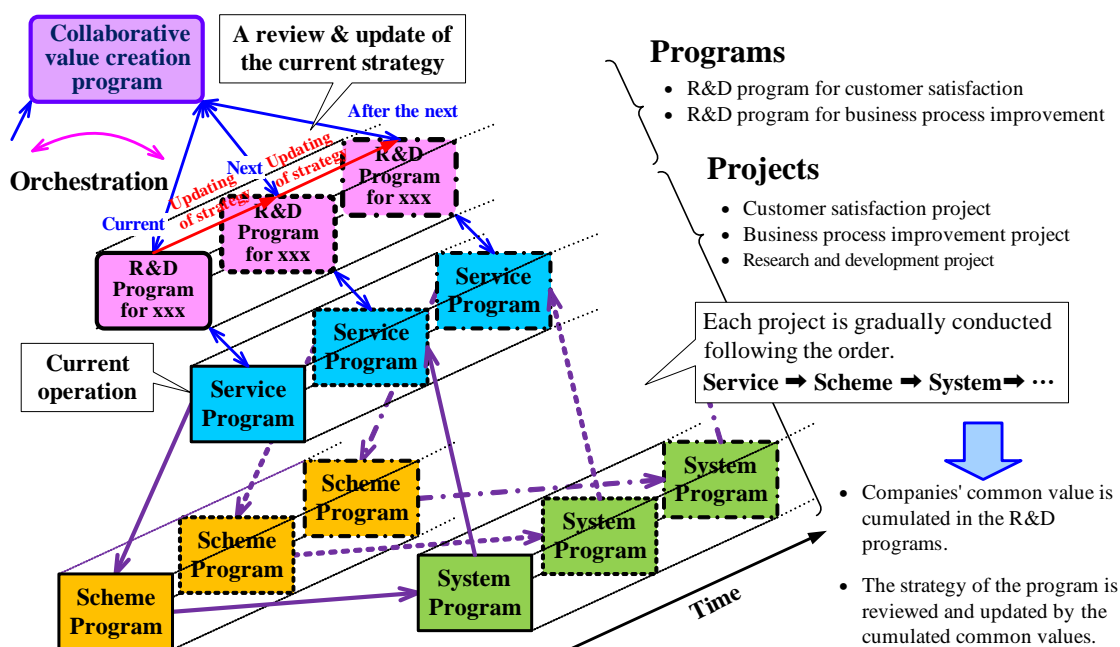 Collaborative
value creation
program
A review & update of
the current strategy
Programs
• R&D program for customer satisfaction
• R&D program for business process improvement
After the next
Orchestration
Updating
of strategy
Next
Updating
of strategy
Current
R&D
Program
for xxx
R&D
Program
for xxx
R&D
Program
for xxx
Projects
• Customer satisfaction project
• Business process improvement project
• Research and development project
Service
Program
Service
Program
Service
Program
Current
operation
Each project is gradually conducted
following the order.
Service ➡ Scheme ➡ System➡ ···
Scheme
Program
Scheme
Program
Scheme
Program
System
Program
System
Program
System
Program
Time
• Companies' common value is
cumulated in the R&D
programs.
• The strategy of the program is
reviewed and updated by the
cumulated common values.